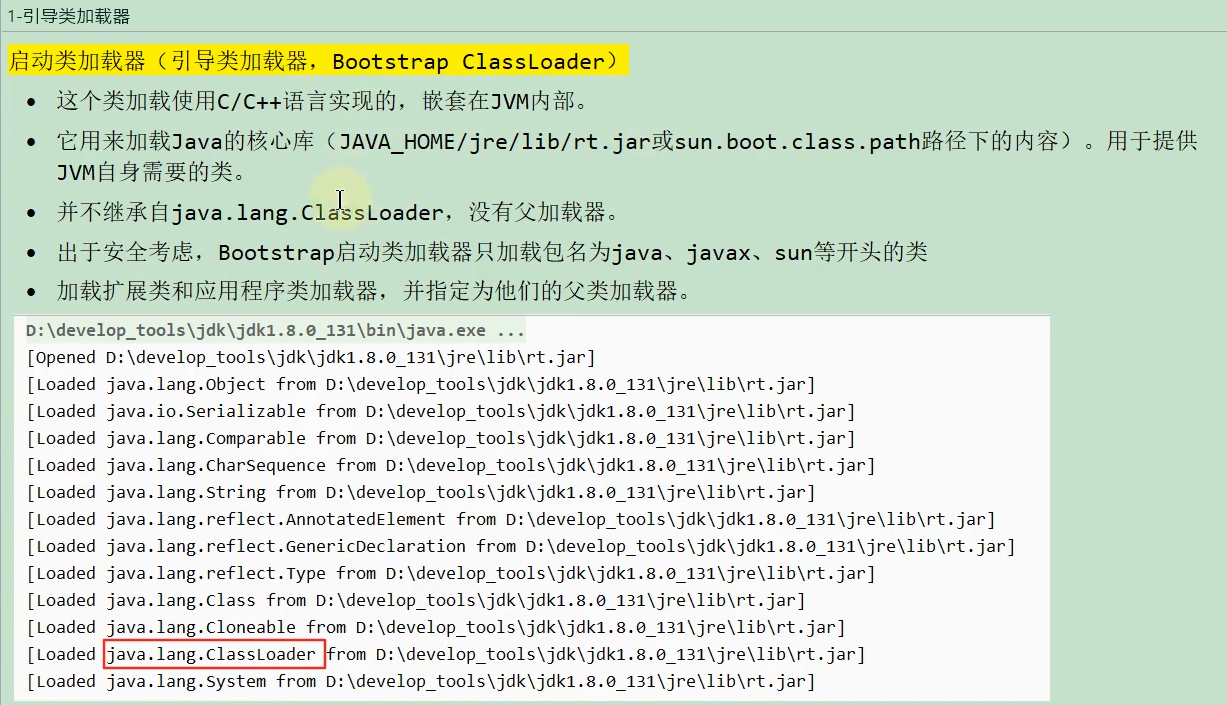 1-引导类加载器
启动类加载器（引导类加载器，Bootstrap ClassLoader）
• 这个类加载使用C/C++语言实现的，嵌套在JVM内部。
• 它用来加载Java的核心库（JAVA_HOME/jre/lib/rt.jar或sun.boot.class.path路径下的内容）。用于提供
JVM自身需要的类。
• 并不继承自java.lang.ClassLoader，没有父加载器。
• 出于安全考虑，Bootstrap启动类加载器只加载包名为java、javax、sun等开头的类
• 加载扩展类和应用程序类加载器，并指定为他们的父类加载器。
D:\develop_tools\jdk\jdk1.8.0_131\bin\java.exe ...
[Opened D:\develop_tools\jdk\jdk1.8.0_131\jre\lib\rt.jar]
[Loaded java.lang.Object from D:\develop_tools\jdk\jdk1.8.0_131\jre\lib\rt.jar]
[Loaded java.io.Serializable from D:\develop_tools\jdk\jdk1.8.0_131\jre\lib\rt.jar]
[Loaded java.lang.Comparable from D:\develop_tools\jdk\jdk1.8.0_131\jre\lib\rt.jar]
[Loaded java.lang.CharSequence from D:\develop_tools\jdk\jdk1.8.0_131\jre\lib\rt.jar]
[Loaded java.lang.String from D:\develop_tools\jdk\jdk1.8.0_131\jre\lib\rt.jar]
[Loaded java.lang.reflect.AnnotatedElement from D:\develop_tools\jdk\jdk1.8.0_131\jre\lib\rt.jar]
[Loaded java.lang.reflect.GenericDeclaration from D:\develop_tools\jdk\jdk1.8.0_131\jre\lib\rt.jar]
[Loaded java.lang.reflect.Type from D:\develop_tools\jdk\jdk1.8.0_131\jre\lib\rt.jar]
[Loaded java.lang.Class from D:\develop_tools\jdk\jdk1.8.0_131\jre\lib\rt.jar]
[Loaded java.lang.Cloneable from D:\develop_tools\jdk\jdk1.8.0_131\jre\lib\rt.jar]
[Loaded java.lang.ClassLoader from D:\develop_tools\jdk\jdk1.8.0_131\jre\lib\rt.jar]
[Loaded java.lang.System from D:\develop_tools\jdk\jdk1.8.0_131\jre\lib\rt.jar]